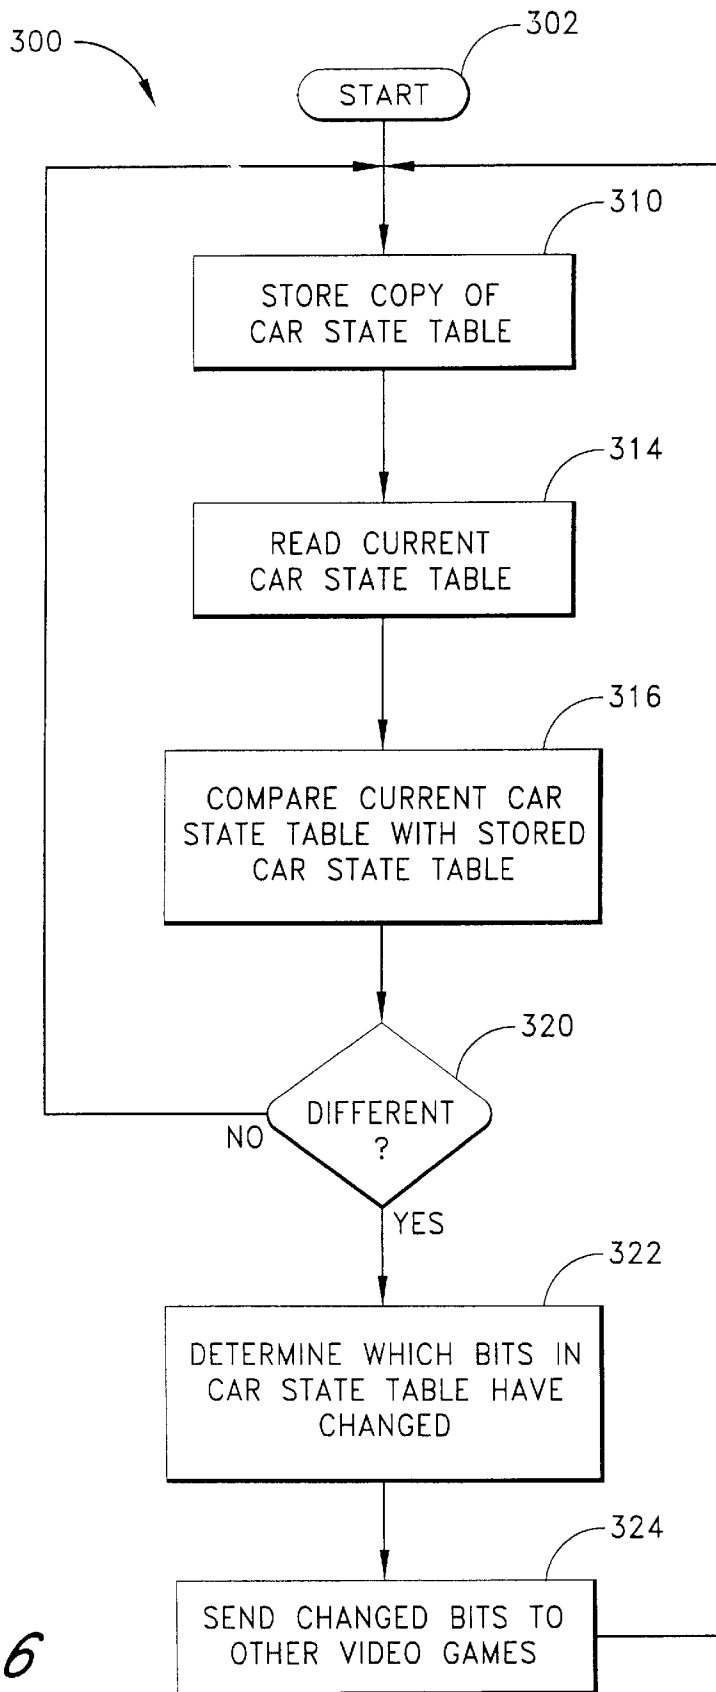 300
302
START
310
STORE COPY OF
CAR STATE TABLE
314
READ CURRENT
CAR STATE TABLE
316
COMPARE CURRENT CAR
STATE TABLE WITH STORED
CAR STATE TABLE
320
DIFFERENT
?
NO
YES
322
DETERMINE WHICH BITS IN
CAR STATE TABLE HAVE
CHANGED
324
SEND CHANGED BITS TO
OTHER VIDEO GAMES
6